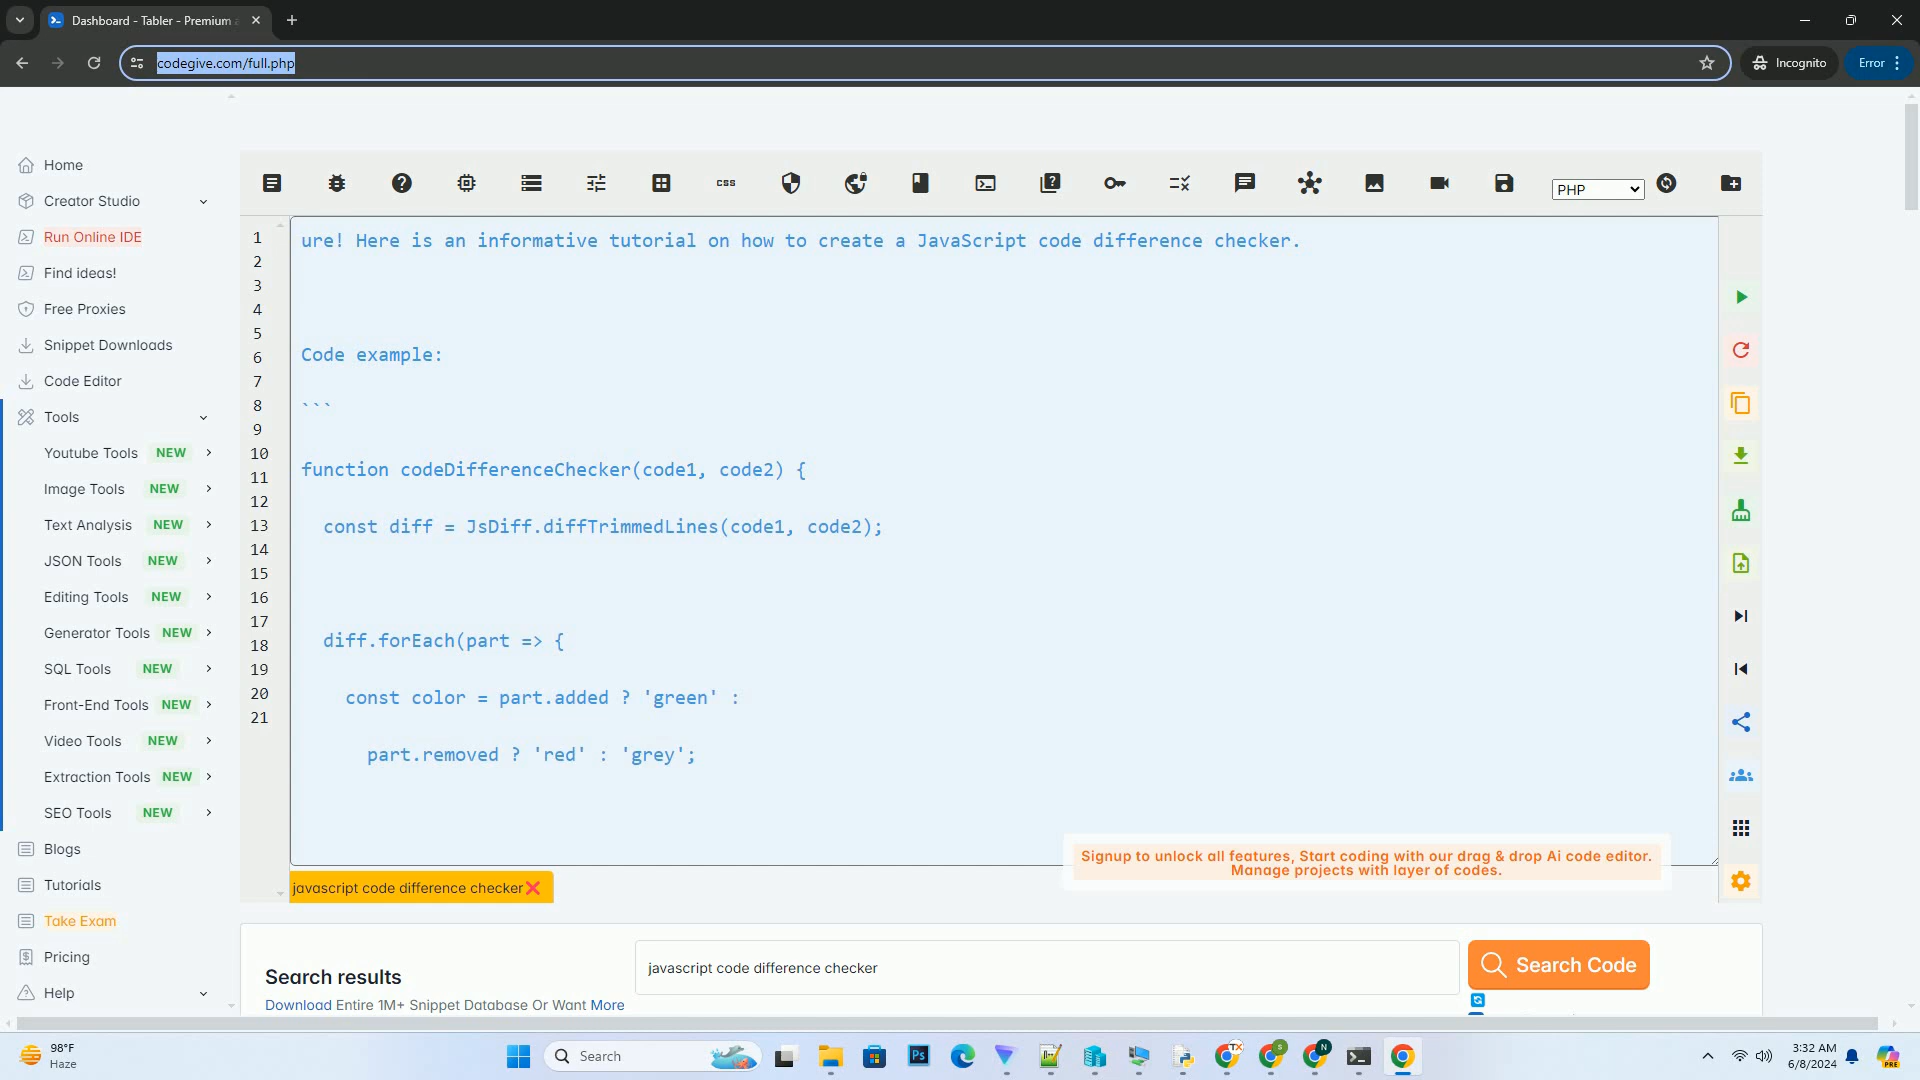 Dashboard - Tabler - Premium
codegive.com/full.php
Incognito
Error
Home
Creator Studio
Run Online IDE
Find ideas!
Free Proxies
Snippet Downloads
Code Editor
Tools
Youtube Tools NEW
Image Tools NEW
Text Analysis NEW
JSON Tools NEW
Editing Tools NEW
Generator Tools NEW
SQL Tools NEW
Front-End Tools NEW
Video Tools NEW
Extraction Tools NEW
SEO Tools NEW
Blogs
Tutorials
Take Exam
Pricing
Help
css
PHP
1
2
3
4
5
6
7
8
9
10
11
12
13
14
15
16
17
18
19
20
21
ure! Here is an informative tutorial on how to create a JavaScript code difference checker.
Code example:
```
function codeDifferenceChecker(code1, code2) {
const diff = JsDiff.diffTrimmedLines(code1, code2);
diff.forEach(part => {
const color = part.added ? 'green' :
part.removed ? 'red' : 'grey';
Signup to unlock all features, Start coding with our drag & drop Ai code editor.
Manage projects with layer of codes.
javascript code difference checker
Search results
Download Entire 1M+ Snippet Database Or Want More
javascript code difference checker
Search Code
98°F
Haze
Search
Ps
TX
S
N
3:32 AM
6/8/2024
PRE